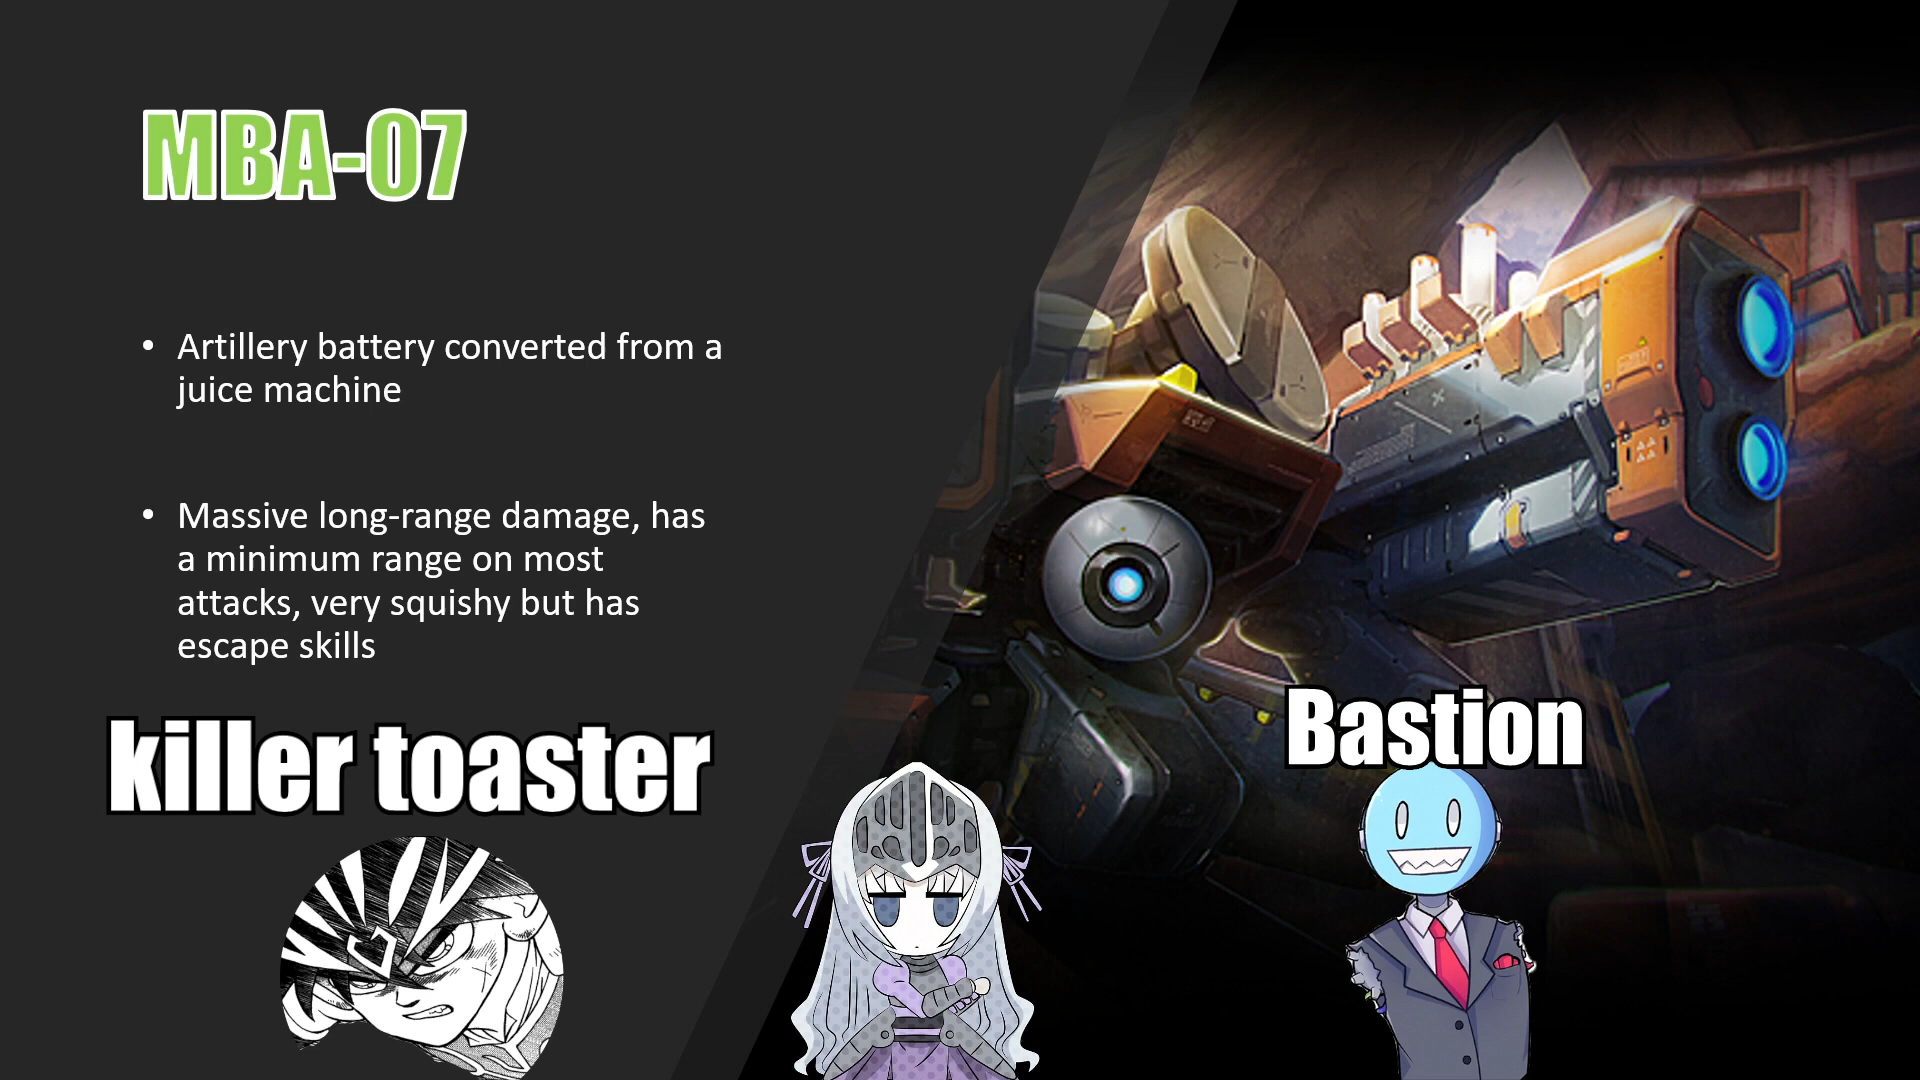 MBA-07
• Artillery battery converted from a
juice machine
• Massive long-range damage, has
a minimum range on most
attacks, very squishy but has
escape skills
killer toaster
Bastion